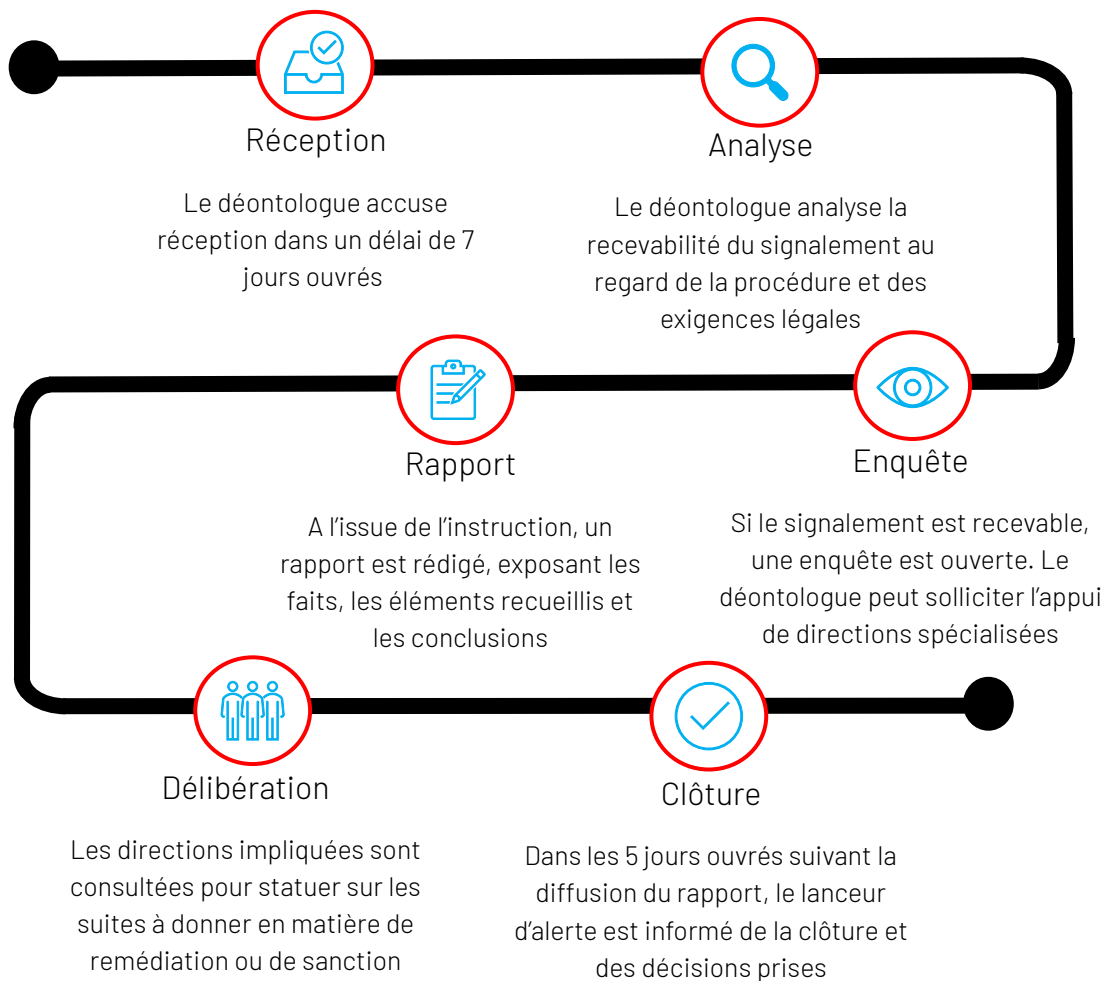 Réception
Le déontologue accuse
réception dans un délai de 7
jours ouvrés
Analyse
Le déontologue analyse la
recevabilité du signalement au
regard de la procédure et des
exigences légales
Enquête
Si le signalement est recevable,
une enquête est ouverte. Le
déontologue peut solliciter l’appui
de directions spécialisées
Rapport
A l’issue de l’instruction, un
rapport est rédigé, exposant les
faits, les éléments recueillis et
les conclusions
Délibération
Les directions impliquées sont
consultées pour statuer sur les
suites à donner en matière de
remédiation ou de sanction
Clôture
Dans les 5 jours ouvrés suivant la
diffusion du rapport, le lanceur
d’alerte est informé de la clôture et
des décisions prises